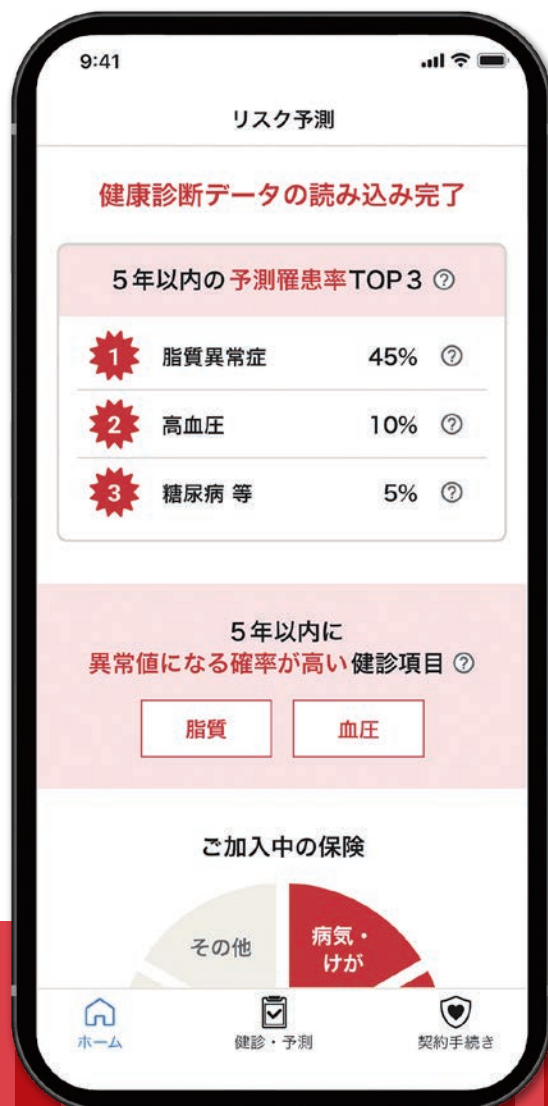 9:41
リスク予測
健康診断データの読み込み完了
5年以内の予測罹患率TOP3 ?
1 脂質異常症 45% ?
2 高血圧 10% ?
3 糖尿病 等 5% ?
5年以内に
異常値になる確率が高い健診項目 ?
脂質 血圧
ご加入中の保険
その他 病気・
けが
ホーム 健診・予測 契約手続き